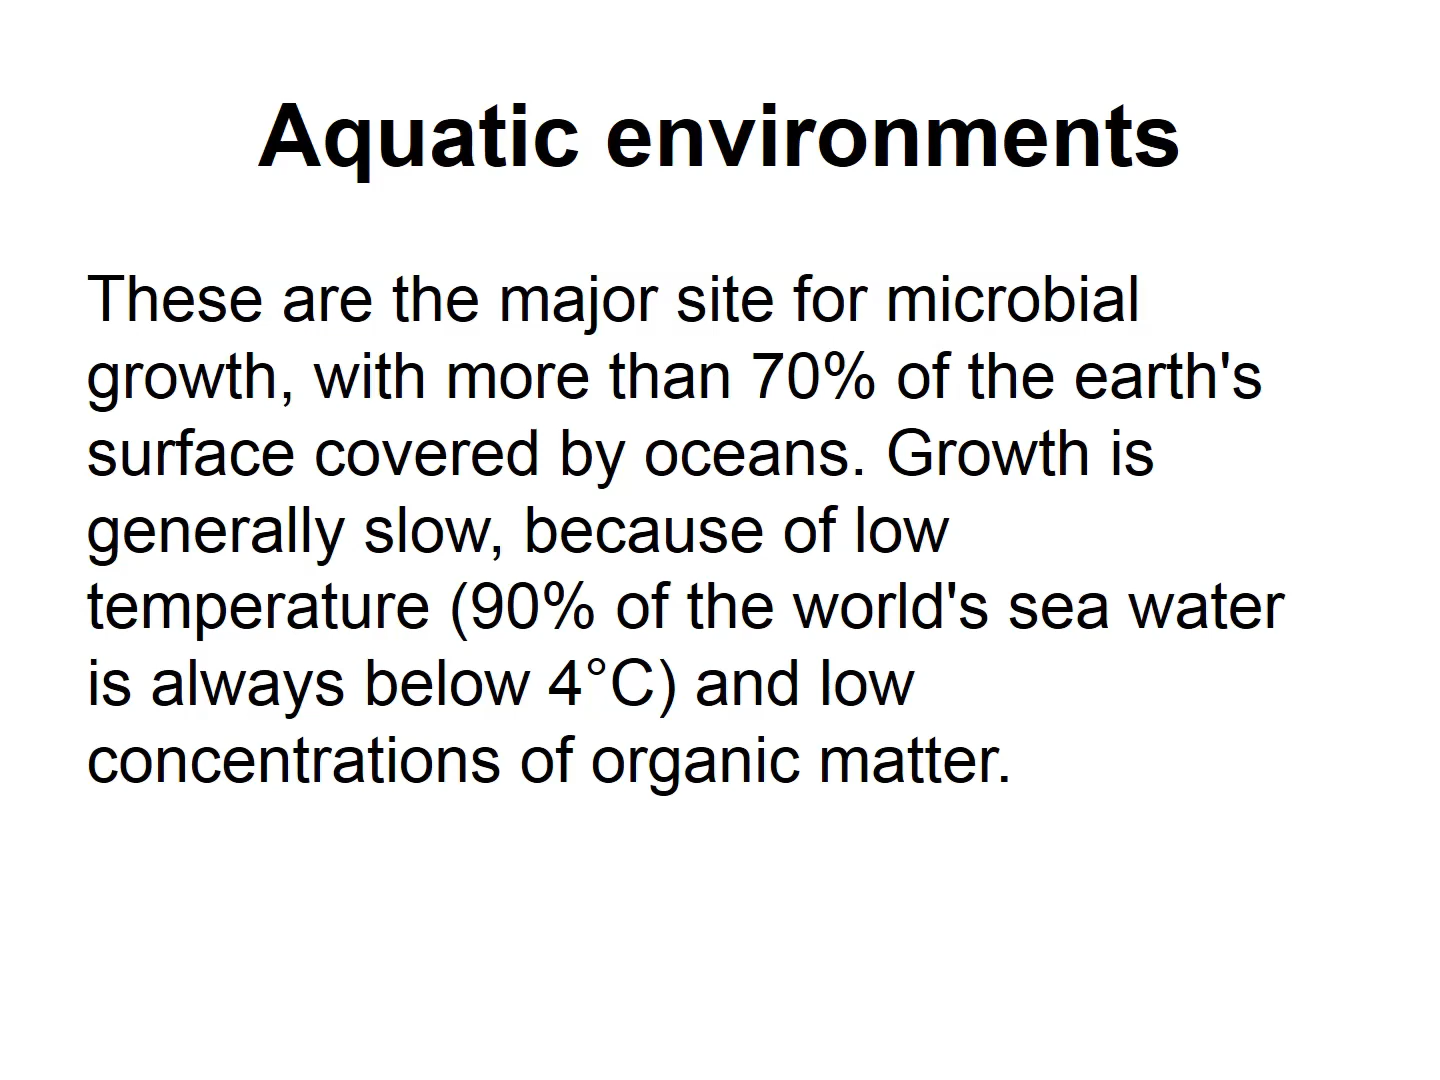 Aquatic environments
These are the major site for microbial
growth, with more than 70% of the earth's
surface covered by oceans. Growth is
generally slow, because of low
temperature (90% of the world's sea water
is always below 4°C) and low
concentrations of organic matter.